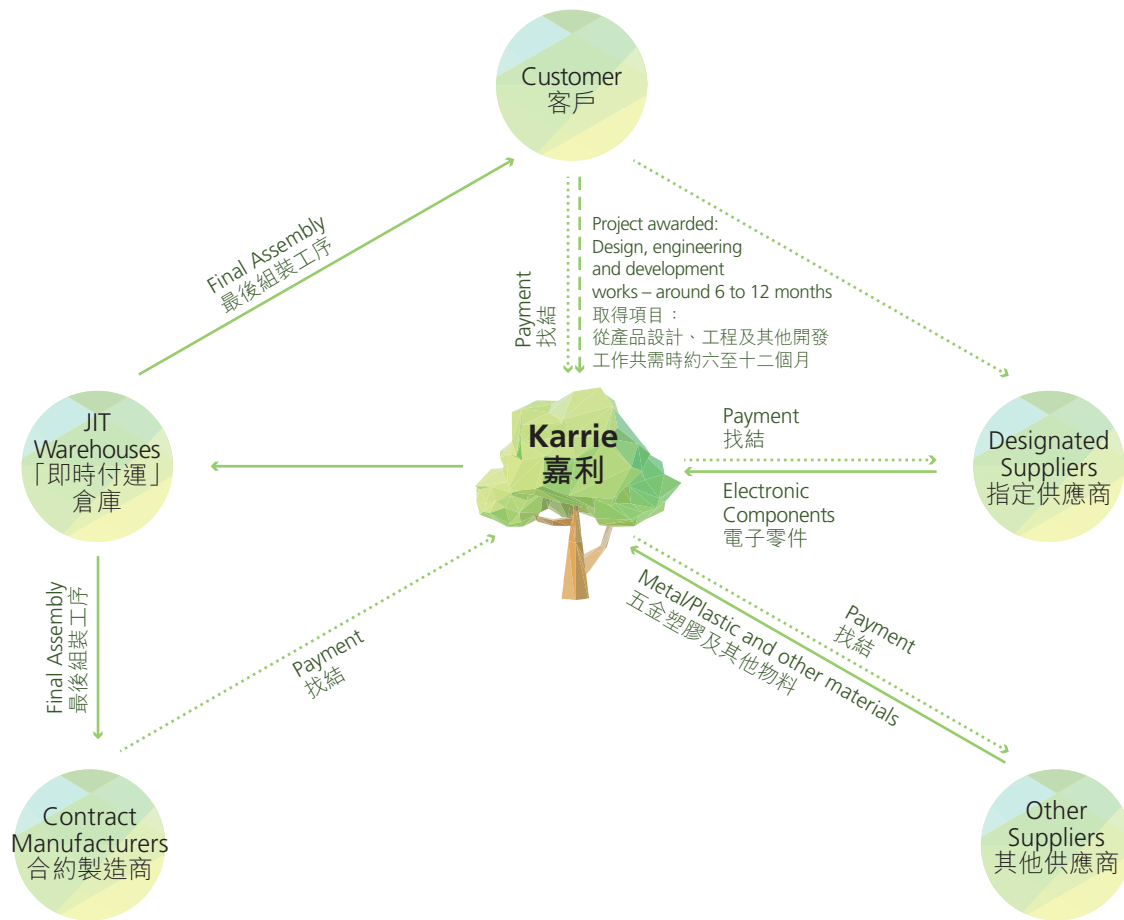 Customer
客戶
Final Assembly
最後組裝工序
Payment
找結
Project awarded:
Design, engineering
and development
works – around 6 to 12 months
取得項目：
從產品設計、工程及其他開發
工作共需時約六至十二個月
JIT
Warehouses
「即時付運」
倉庫
Karrie
嘉利
Payment
找結
Electronic
Components
電子零件
Designated
Suppliers
指定供應商
Final Assembly
最後組裝工序
Payment
找結
Metal/Plastic and other materials
五金塑膠及其他物料
Payment
找結
Contract
Manufacturers
合約製造商
Other
Suppliers
其他供應商